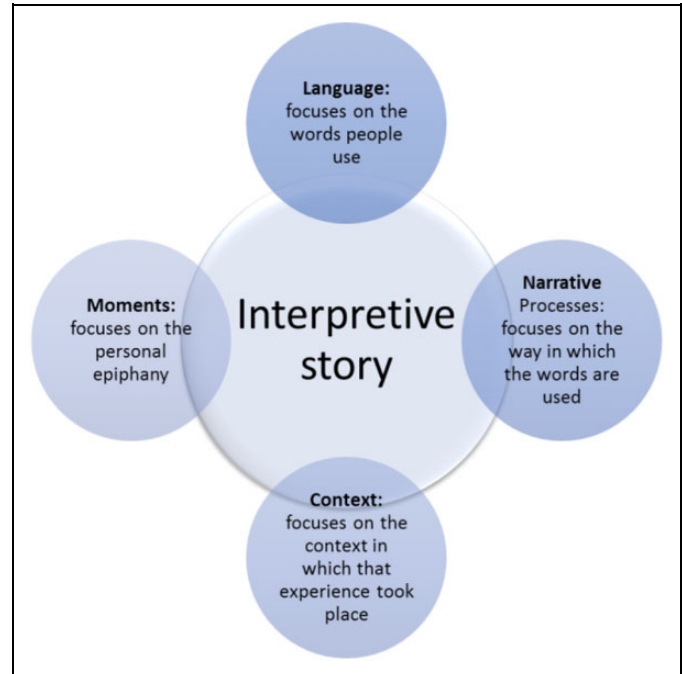 Language:
focuses on the
words people
use
Moments:
focuses on the
personal
epiphany
Interpretive
story
Narrative
Processes:
focuses on the
way in which
the words are
used
Context:
focuses on the
context in
which that
experience took
place